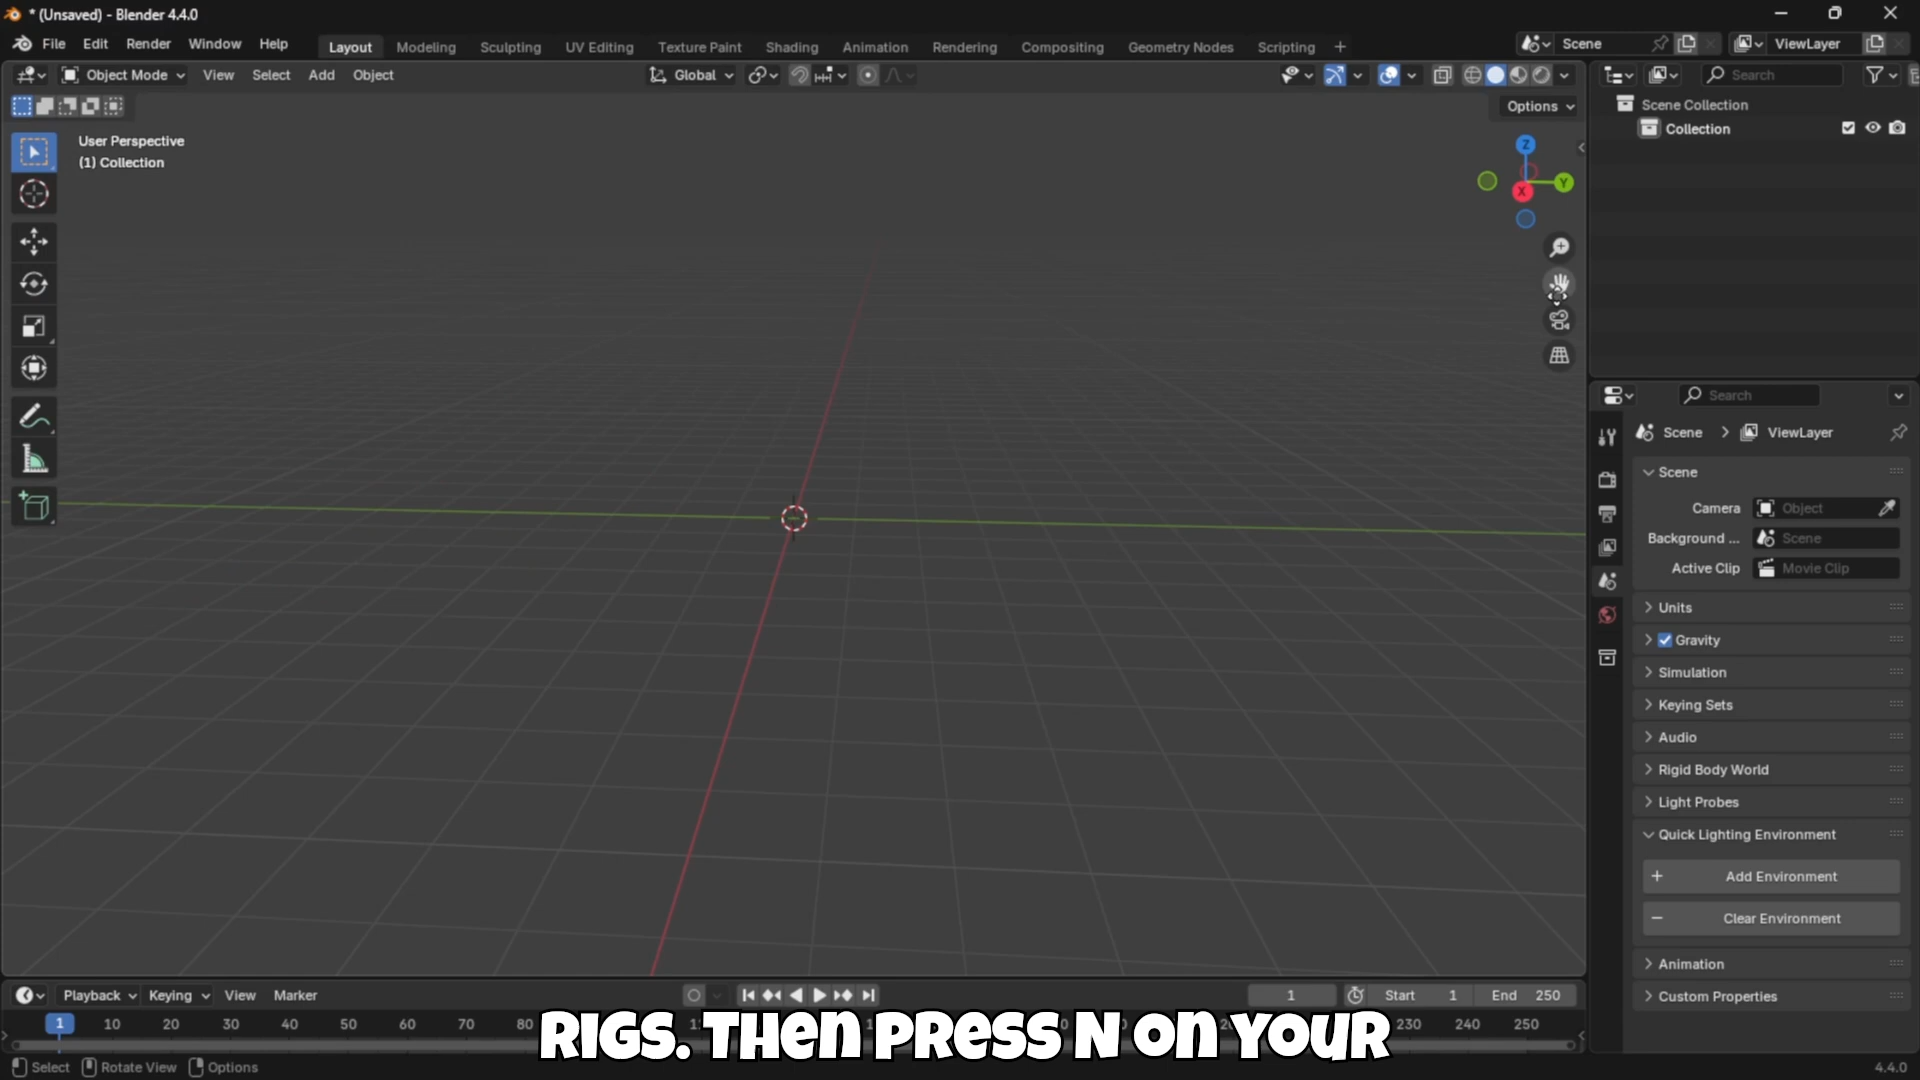 * (Unsaved) - Blender 4.4.0
File Edit Render Window Help
Layout Modeling Sculpting UV Editing Texture Paint Shading Animation Rendering Compositing Geometry Nodes Scripting +
Scene ViewLayer
Object Mode View Select Add Object
Global
Search
Options
User Perspective
(1) Collection
Z
Y
X
Scene Collection
Collection
Search
Scene > ViewLayer
Scene
Camera Object
Background ... Scene
Active Clip Movie Clip
Units
Gravity
Simulation
Keying Sets
Audio
Rigid Body World
Light Probes
Quick Lighting Environment
+ Add Environment
− Clear Environment
Animation
Custom Properties
Playback Keying View Marker
1 Start 1 End 250
1 10 20 30 40 50 60 70 80 230 240 250
RIGS. THEN PRESS N ON YOUR
Select Rotate View Options
4.4.0